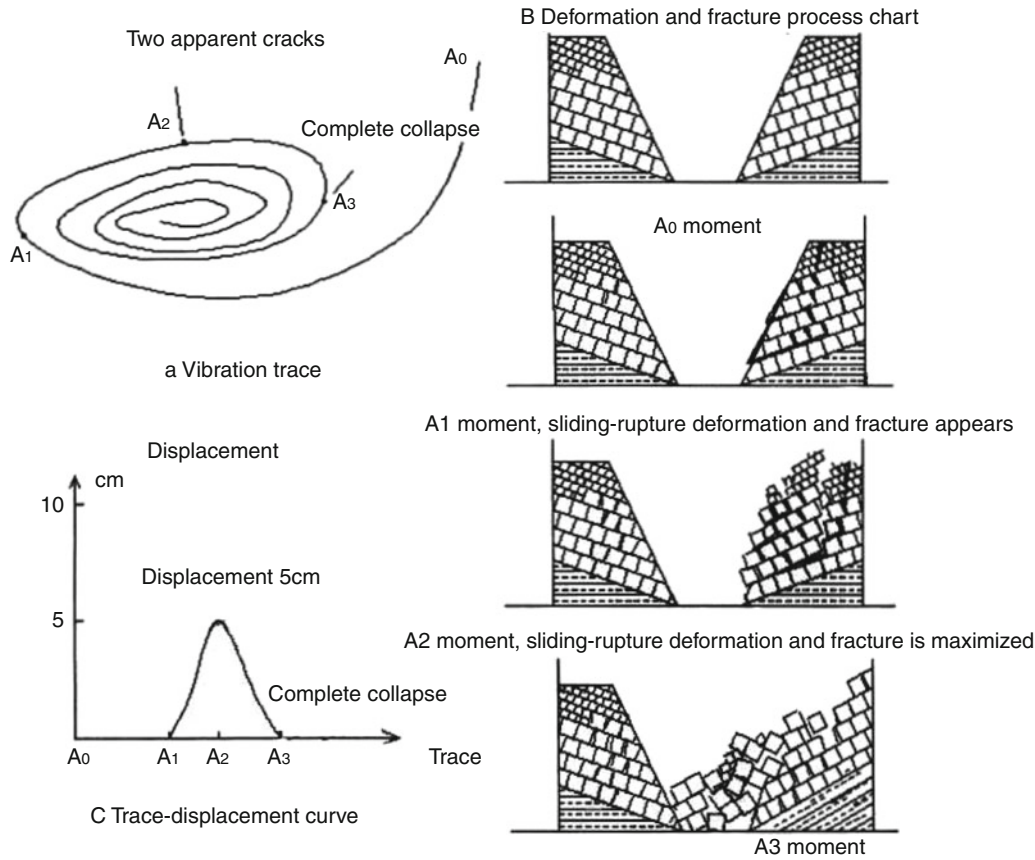 Two apparent cracks
A0
A2
Complete collapse
A3
A1
a Vibration trace
Displacement
cm
10
Displacement 5cm
5
Complete collapse
A0
A1
A2
A3
Trace
C Trace-displacement curve
B Deformation and fracture process chart
A0 moment
A1 moment, sliding-rupture deformation and fracture appears
A2 moment, sliding-rupture deformation and fracture is maximized
A3 moment